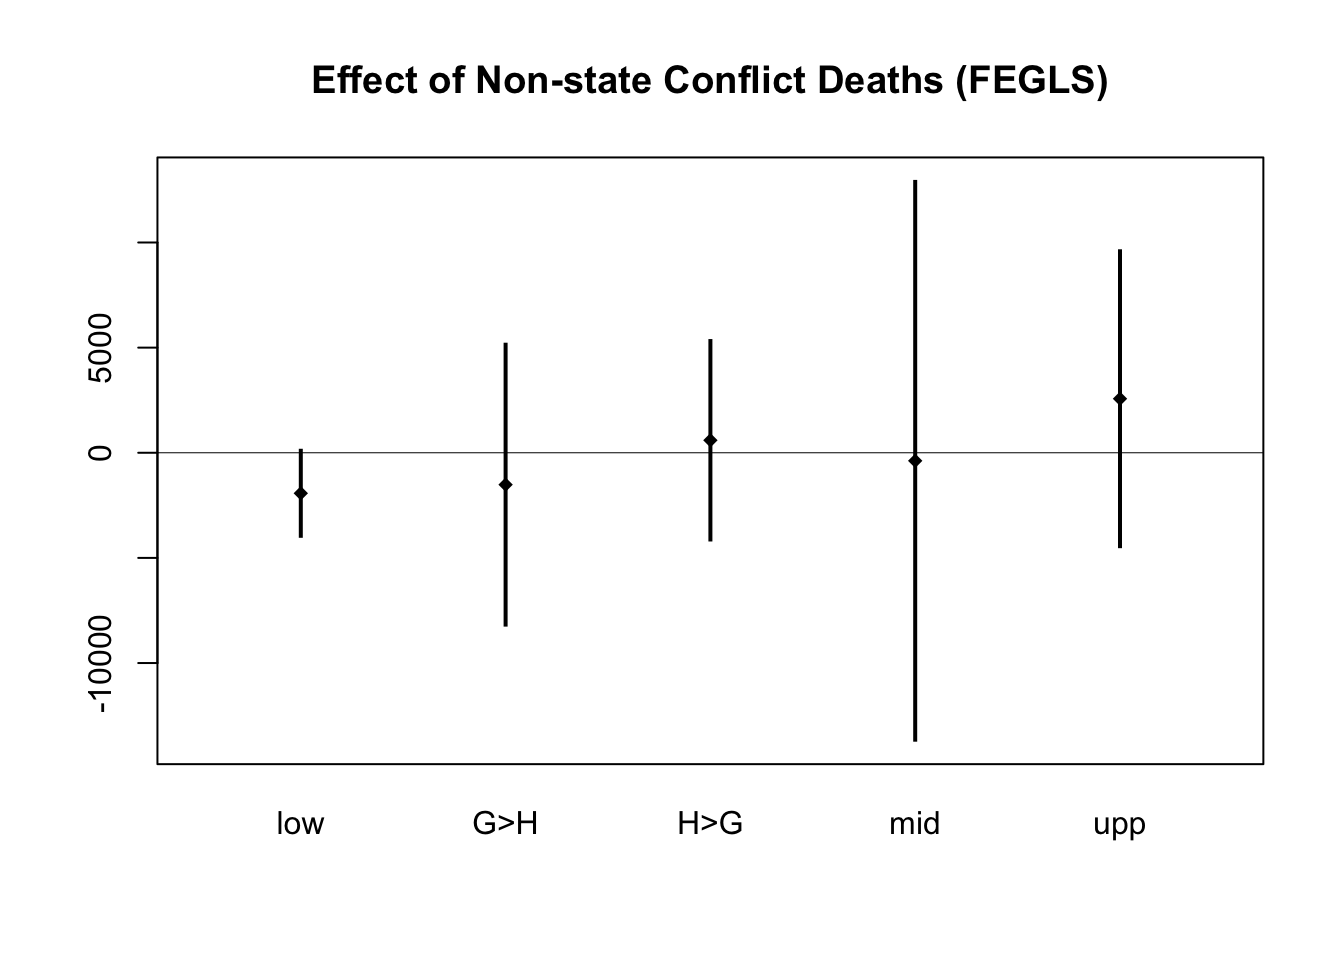 Effect of Non-state Conflict Deaths (FEGLS)
5000
0
-10000
low G>H H>G mid upp